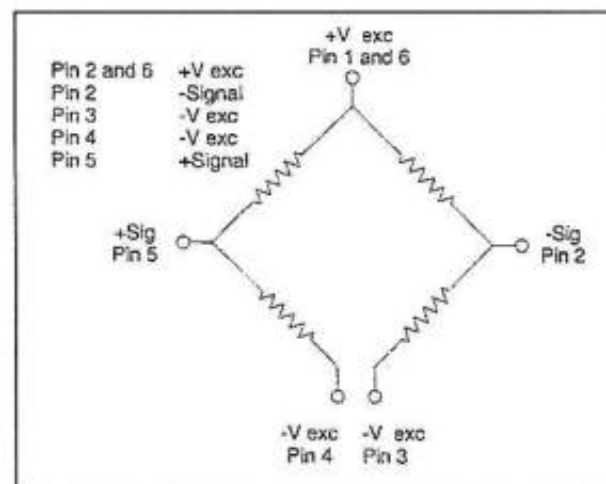 +V exc
Pin 1 and 6
Pin 2 and 6 +V exc
Pin 2 -Signal
Pin 3 -V exc
Pin 4 -V exc
Pin 5 +Signal
+Sig
Pin 5
-Sig
Pin 2
-V exc -V exc
Pin 4 Pin 3